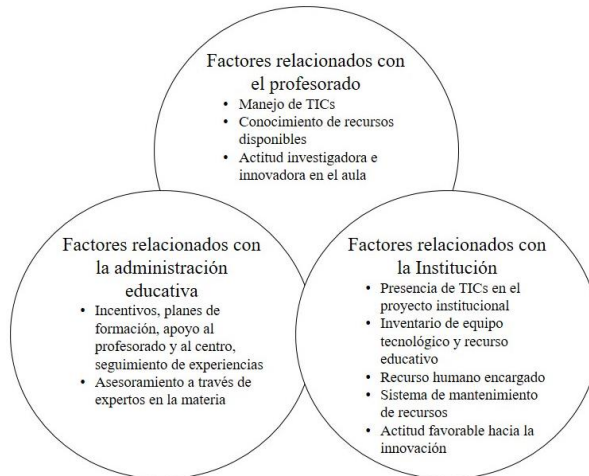 Factores relacionados con
el profesorado
• Manejo de TICs
• Conocimiento de recursos
disponibles
• Actitud investigadora e
innovadora en el aula
Factores relacionados con
la administración
educativa
• Incentivos, planes de
formación, apoyo al
profesorado y al centro,
seguimiento de experiencias
• Asesoramiento a través de
expertos en la materia
Factores relacionados con
la Institución
• Presencia de TICs en el
proyecto institucional
• Inventario de equipo
tecnológico y recurso
educativo
• Recurso humano encargado
• Sistema de mantenimiento
de recursos
• Actitud favorable hacia la
innovación